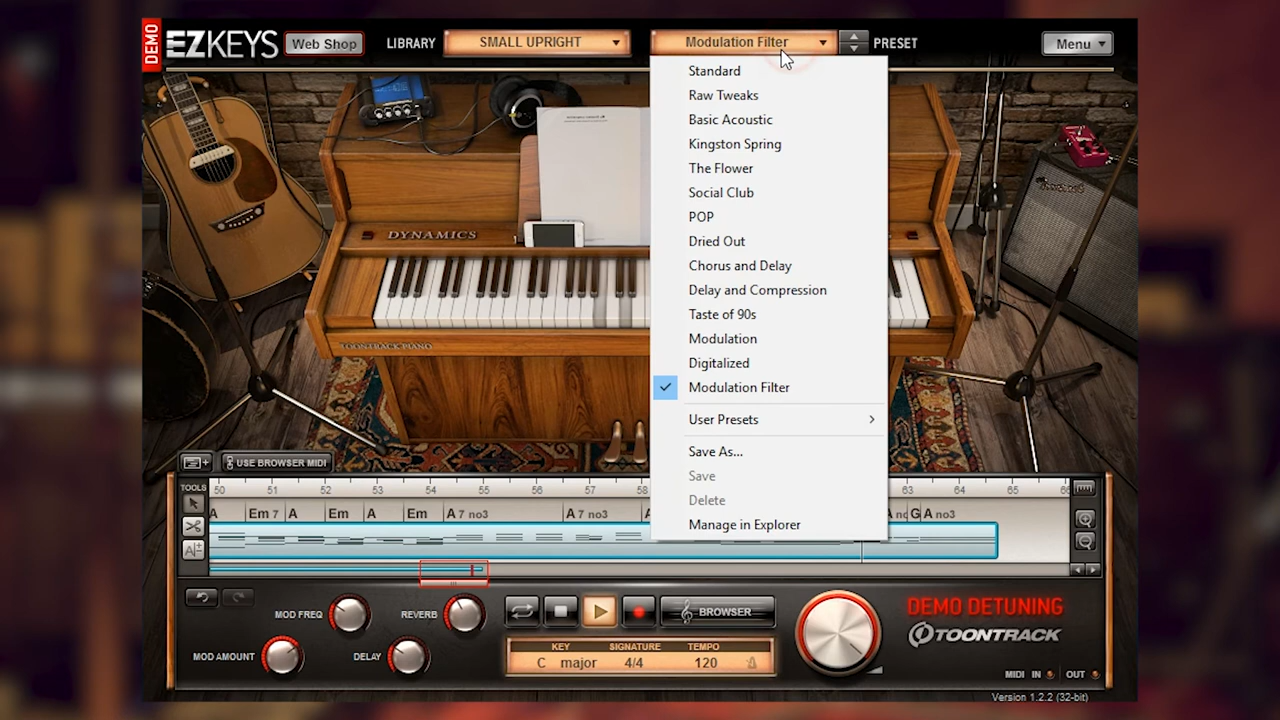 DEMO
EZKEYS
Web Shop
LIBRARY
SMALL UPRIGHT
Modulation Filter
PRESET
Menu
Standard
Raw Tweaks
Basic Acoustic
Kingston Spring
The Flower
Social Club
POP
Dried Out
Chorus and Delay
Delay and Compression
Taste of 90s
Modulation
Digitalized
Modulation Filter
User Presets
Save As...
Save
Delete
Manage in Explorer
DYNAMICS
TOONTRACK PIANO
USE BROWSER MIDI
TOOLS
50 51 52 53 54 55 56 57 58 63 64 65
A Em 7 A Em A Em A 7 no3 A 7 no3 G A no3
MOD FREQ
REVERB
MOD AMOUNT
DELAY
BROWSER
KEY SIGNATURE TEMPO
C major 4/4 120
DEMO DETUNING
TOONTRACK
MIDI IN OUT
Version 1.2.2 (32-bit)